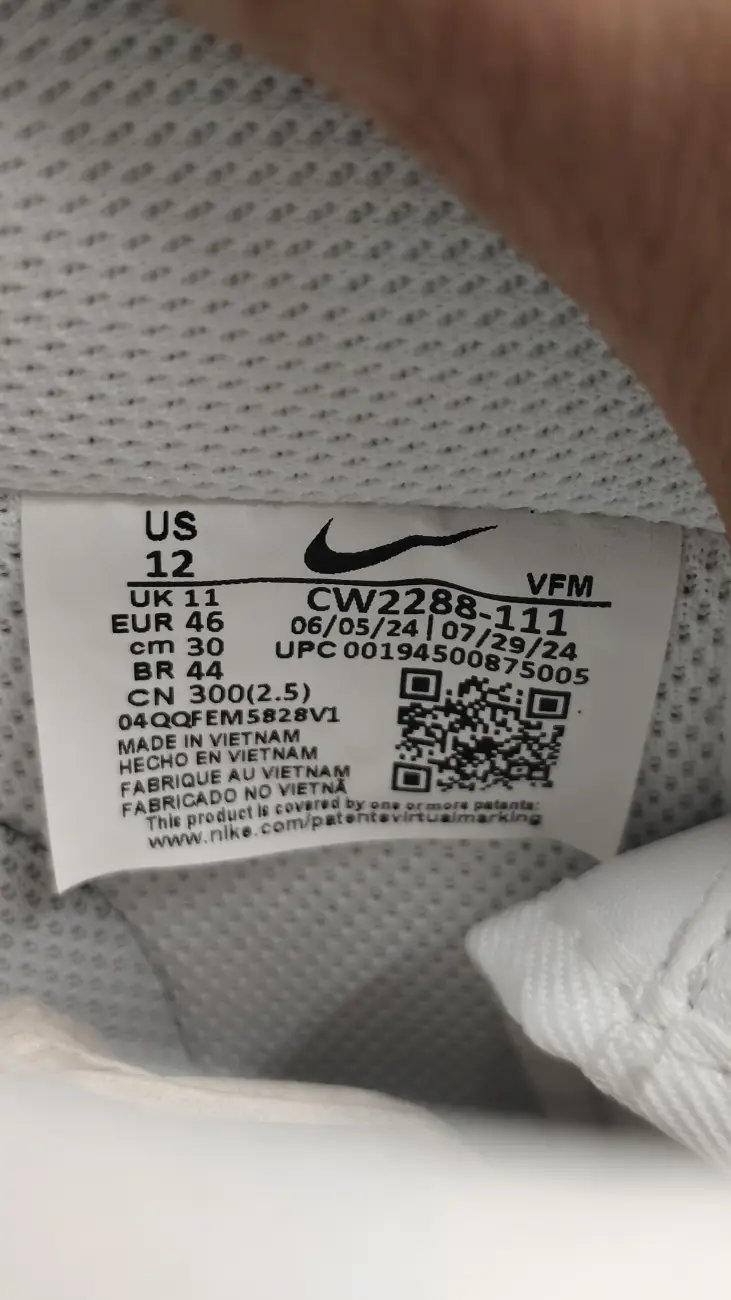 US
12
VFM
UK 11
EUR 46
cm 30
BR 44
CN 300(2.5)
CW2288-111
06/05/24 | 07/29/24
UPC 00194500875005
04QQFEM5828V1
MADE IN VIETNAM
HECHO EN VIETNAM
FABRIQUE AU VIETNAM
FABRICADO NO VIETNÃ
This product is covered by one or more patents:
www.nike.com/patentsvirtualmarking